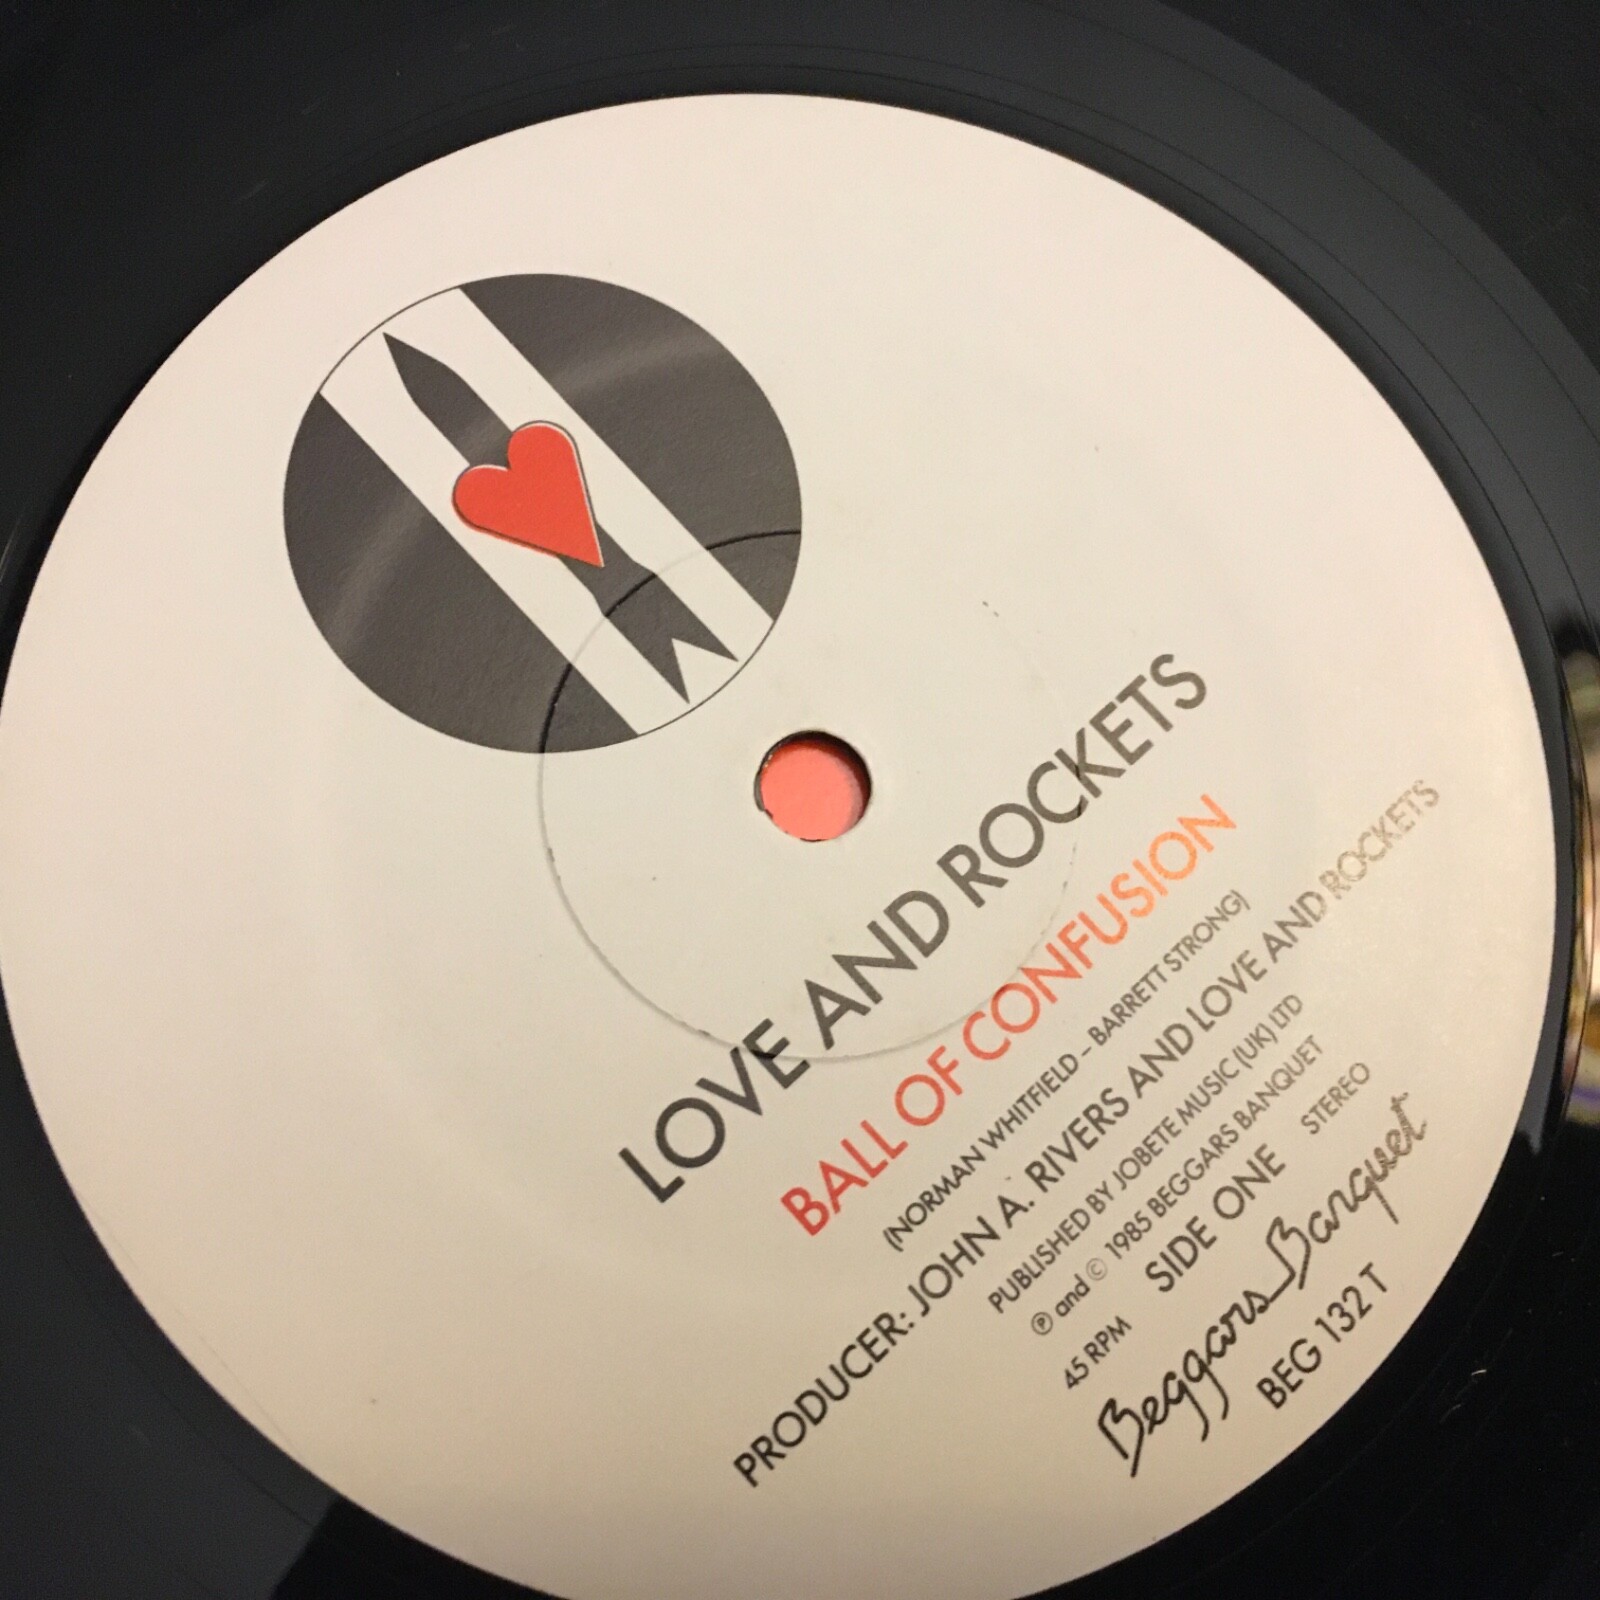 LOVE AND ROCKETS
BALL OF CONFUSION
(NORMAN WHITFIELD – BARRETT STRONG)
PRODUCER: JOHN A. RIVERS AND LOVE AND ROCKETS
PUBLISHED BY JOBETE MUSIC (UK) LTD
℗ and © 1985 BEGGARS BANQUET
45 RPM SIDE ONE STEREO
Beggars Banquet
BEG 132 T